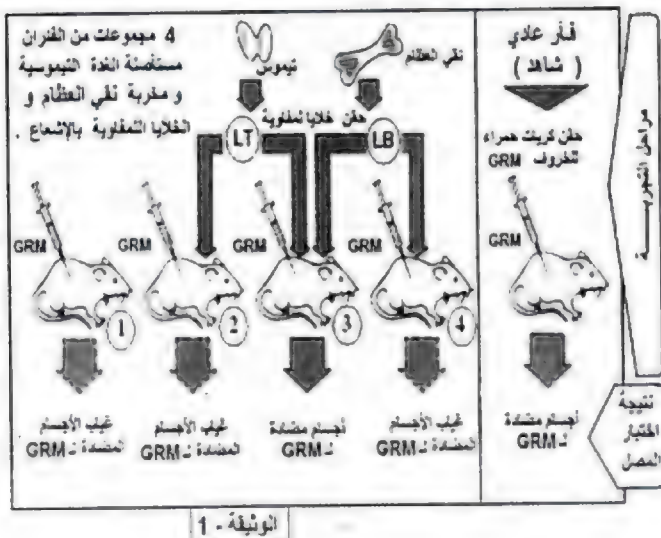 4 مجموعات من الفئران
مستأصلة الغدة التيموسية
و مخربة نقي العظام و
الخلايا اللمفاوية بالإشعاع .
تيموس
نقي العظام
حقن خلايا لمفاوية
LT
LB
GRM
GRM
GRM
GRM
1
2
3
4
غياب الأجسام
المضادة لـ GRM
غياب الأجسام
المضادة لـ GRM
أجسام مضادة
لـ GRM
غياب الأجسام
المضادة لـ GRM
فأر عادي
( شاهد )
حقن كريات حمراء
للخروف GRM
أجسام مضادة
لـ GRM
مراحل التجربــــة
نتيجة
اختبار
المصل
الوثيقة - 1